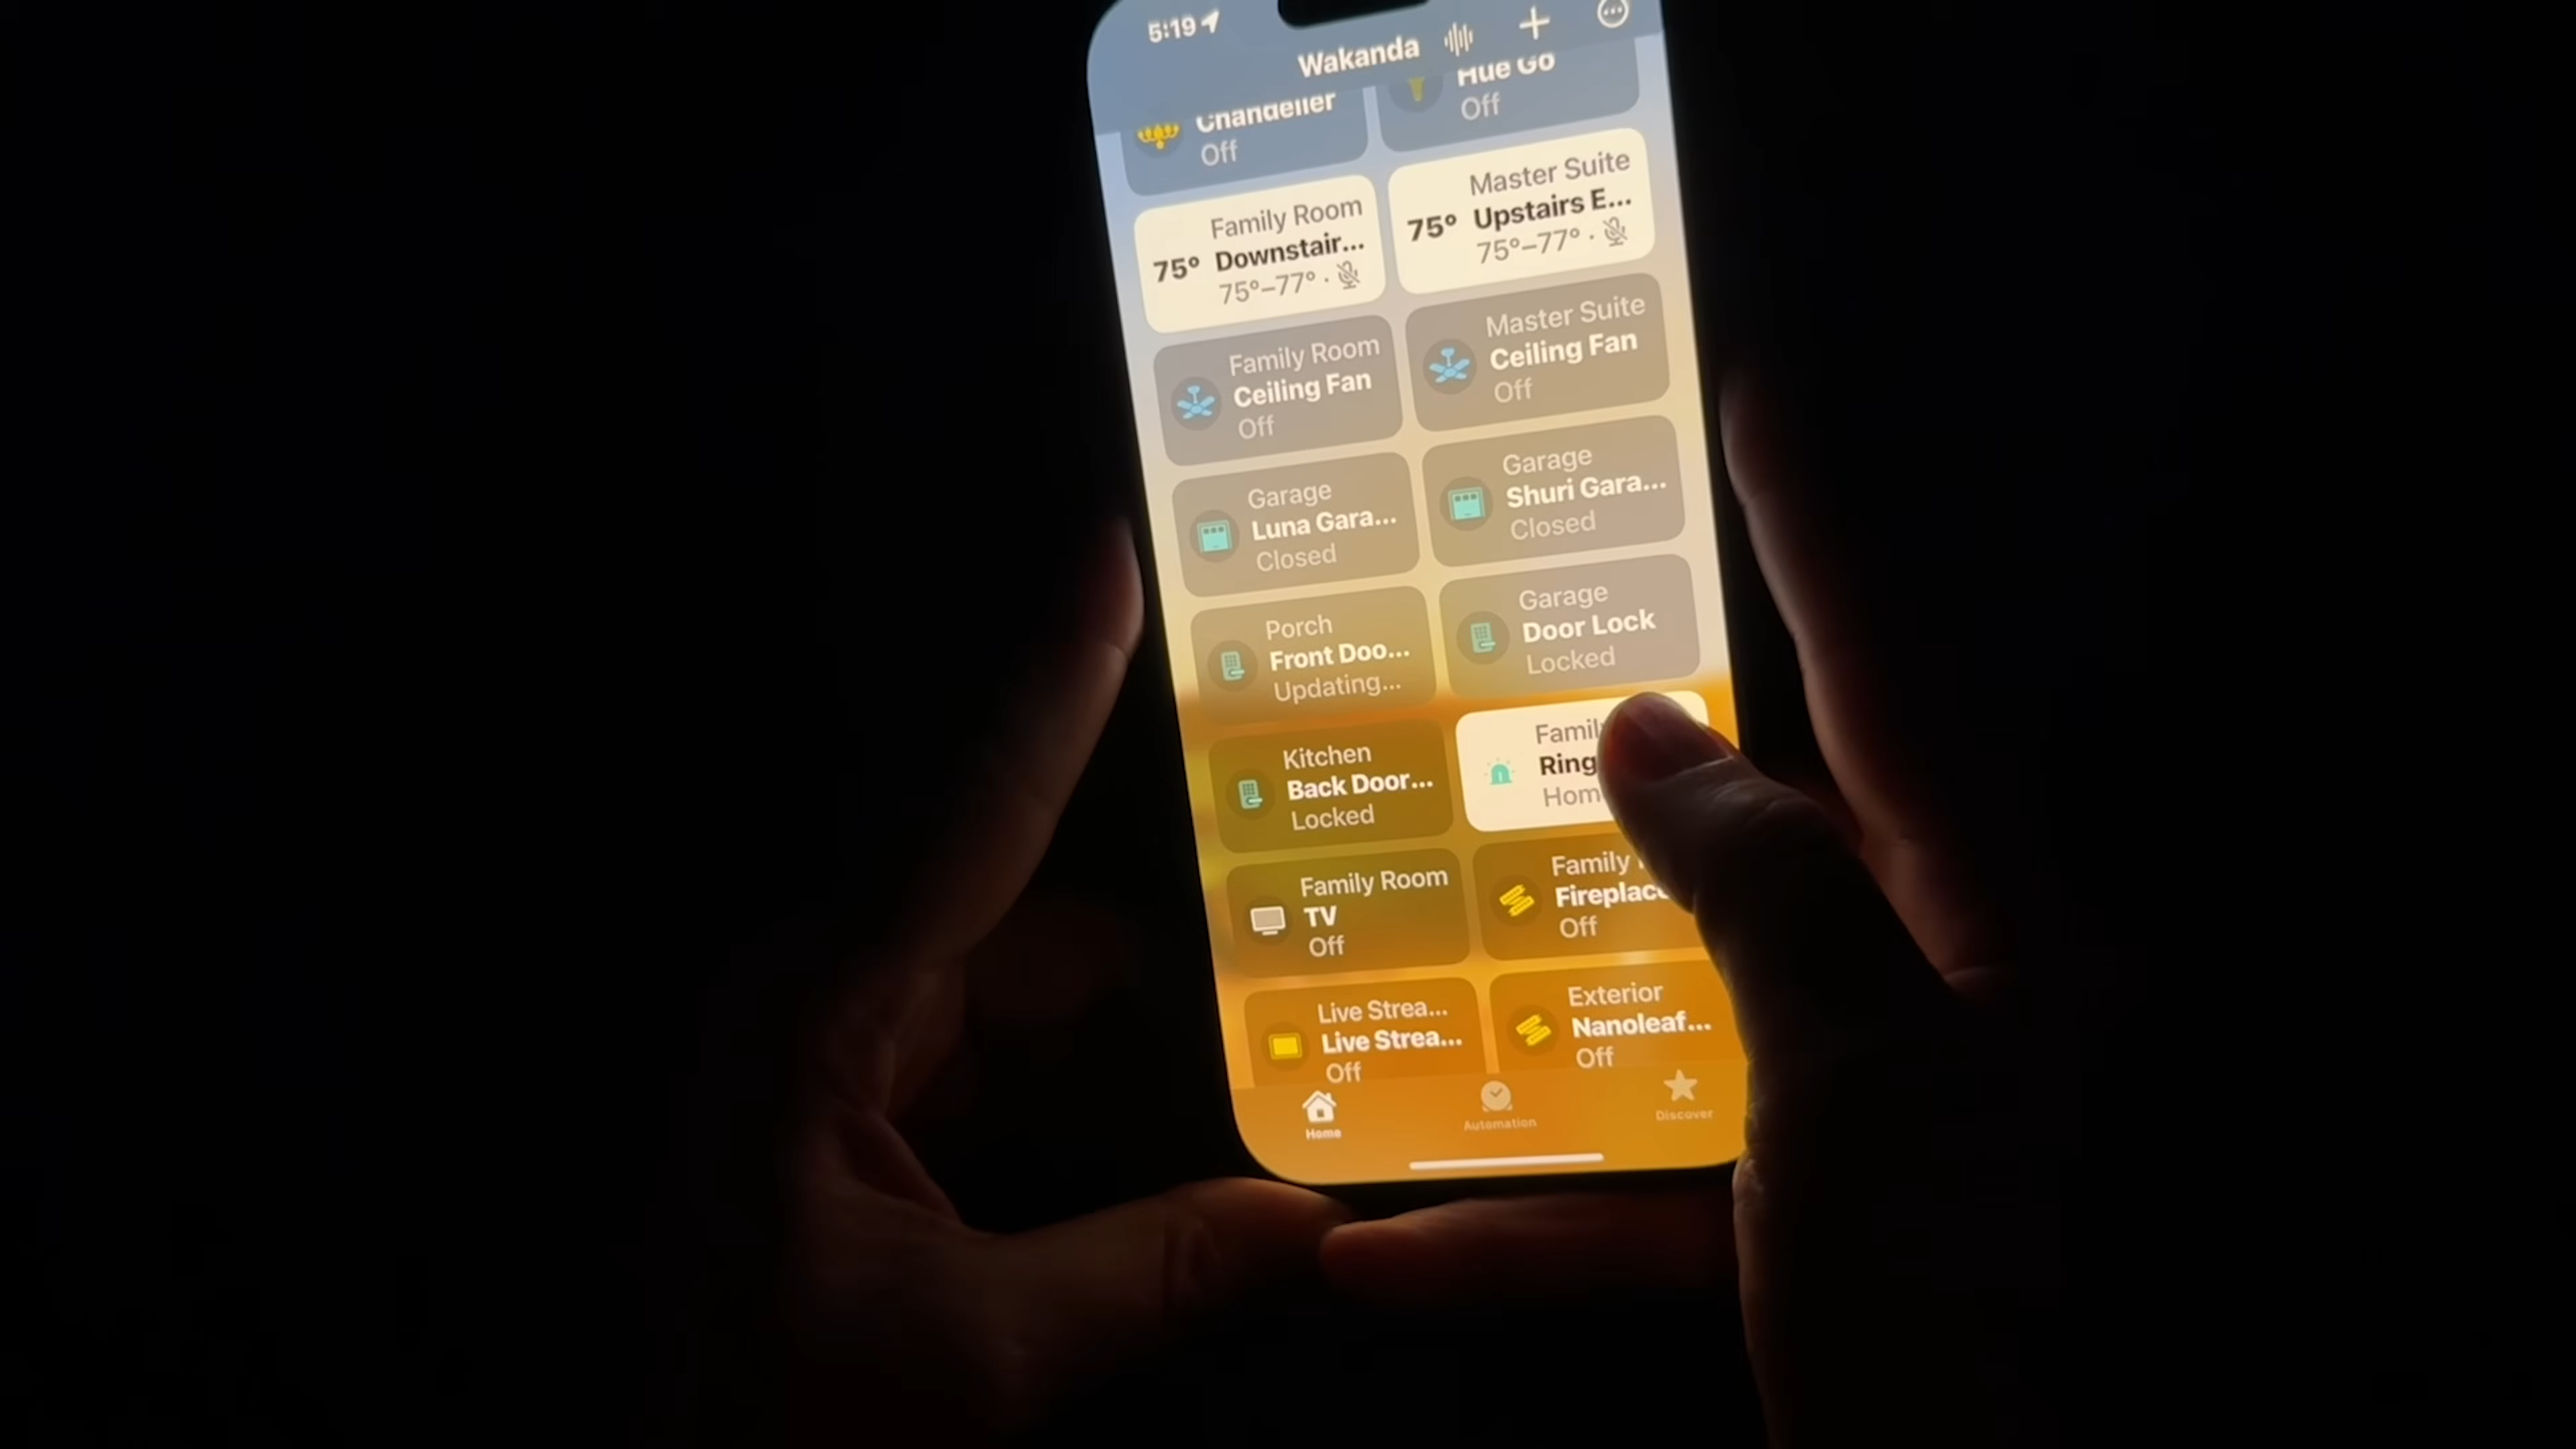 5:19
Wakanda
Chandelier
Off
Hue Go
Off
Family Room
75° Downstair...
75°–77° ·
Master Suite
75° Upstairs E...
75°–77° ·
Family Room
Ceiling Fan
Off
Master Suite
Ceiling Fan
Off
Garage
Luna Gara...
Closed
Garage
Shuri Gara...
Closed
Porch
Front Doo...
Updating...
Garage
Door Lock
Locked
Kitchen
Back Door...
Locked
Ring
Family Room
TV
Off
Family
Off
Live Strea...
Live Strea...
Off
Exterior
Nanoleaf...
Off
Home
Automation
Discover